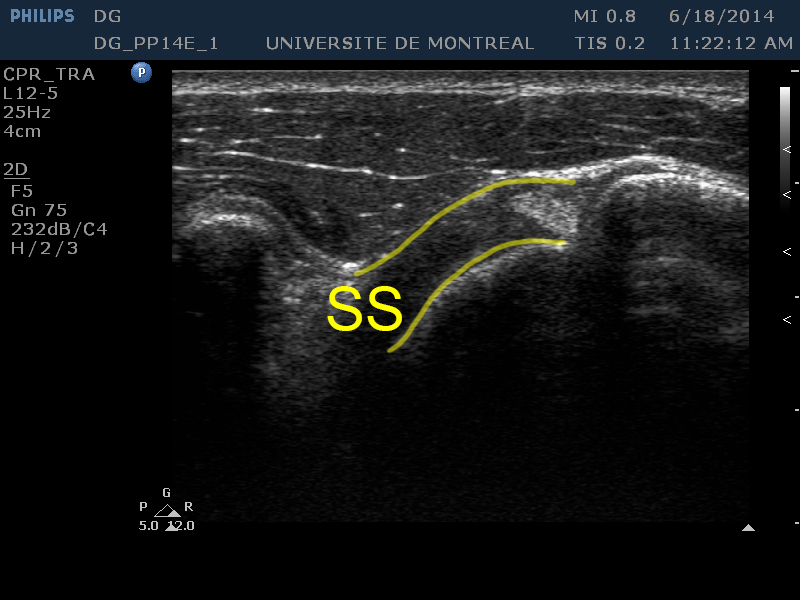 PHILIPS DG MI 0.8 6/18/2014
DG_PP14E_1 UNIVERSITE DE MONTREAL TIS 0.2 11:22:12 AM
CPR_TRA P
L12-5
25Hz
4cm
2D
F5
Gn 75
232dB/C4
H/2/3
SS
G
P R
5.0 12.0